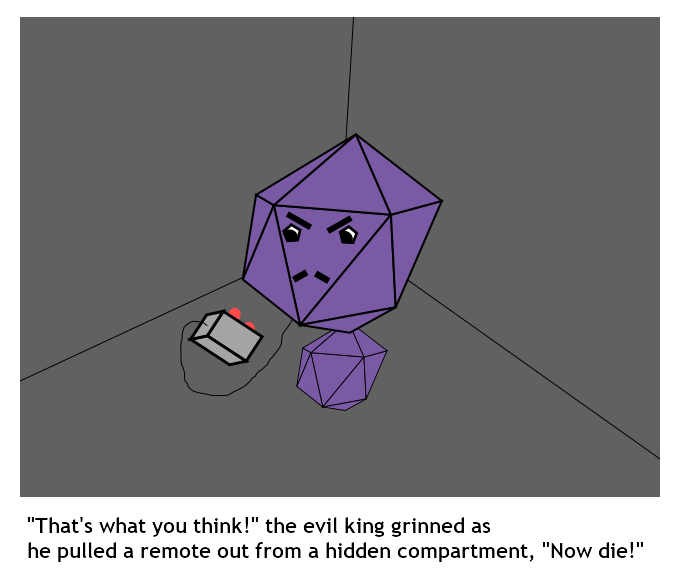 "That's what you think!" the evil king grinned as
he pulled a remote out from a hidden compartment, "Now die!"